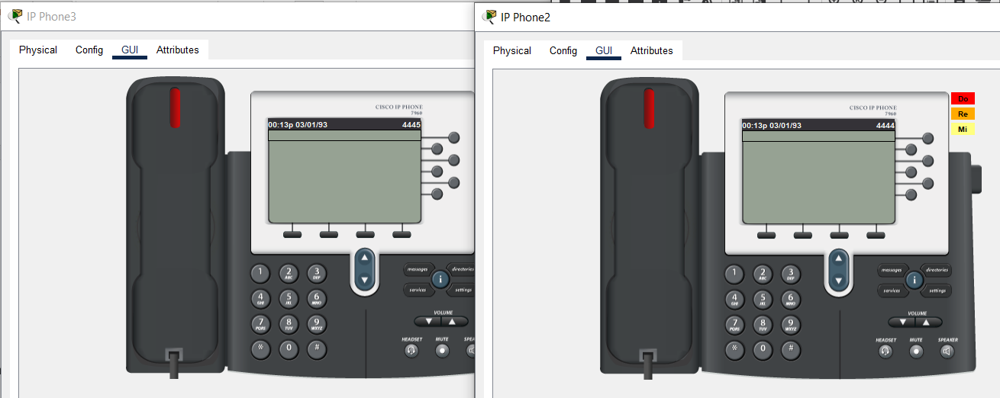 IP Phone3
Physical Config GUI Attributes
CISCO IP PHONE
7960
00:13p 03/01/93 4445
1 2 ABC 3 DEF
4 GHI 5 JKL 6 MNO
7 PQRS 8 TUV 9 WXYZ
* 0 #
messages directories
i
services settings
VOLUME
HEADSET MUTE SPEA
IP Phone2
Physical Config GUI Attributes
CISCO IP PHONE
7960
00:13p 03/01/93 4444
Do
Re
Mi
1 2 ABC 3 DEF
4 GHI 5 JKL 6 MNO
7 PQRS 8 TUV 9 WXYZ
* 0 #
messages directories
i
services settings
VOLUME
HEADSET MUTE SPEAKER